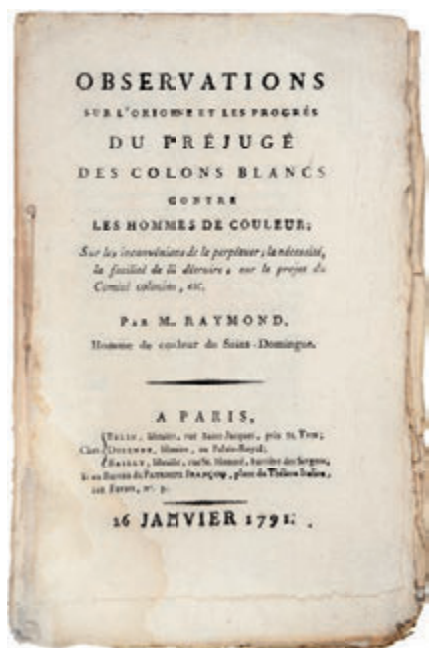 OBSERVATIONS
SUR L'ORIGINE ET LES PROGRÉS
DU PRÉJUGÉ
DES COLONS BLANCS
CONTRE
LES HOMMES DE COULEUR;
Sur les inconvéniens de le perpétuer; la nécessité,
la facilité de le détruire; sur le projet du
Comité colonial, etc.
PAR M. RAYMOND,
Homme de couleur de Saint-Domingue.
A PARIS,
BELIN, libraire, rue Saint-Jacques, près St. Yves;
Chez DESENNE, libraire, au Palais-Royal;
BAILLY, libraire, rue St. Honoré, barrière des Sergens,
Et au Bureau du PATRIOTE FRANÇOIS, place du Théâtre Italien,
rue Favart, n°.
26 JANVIER 1791.